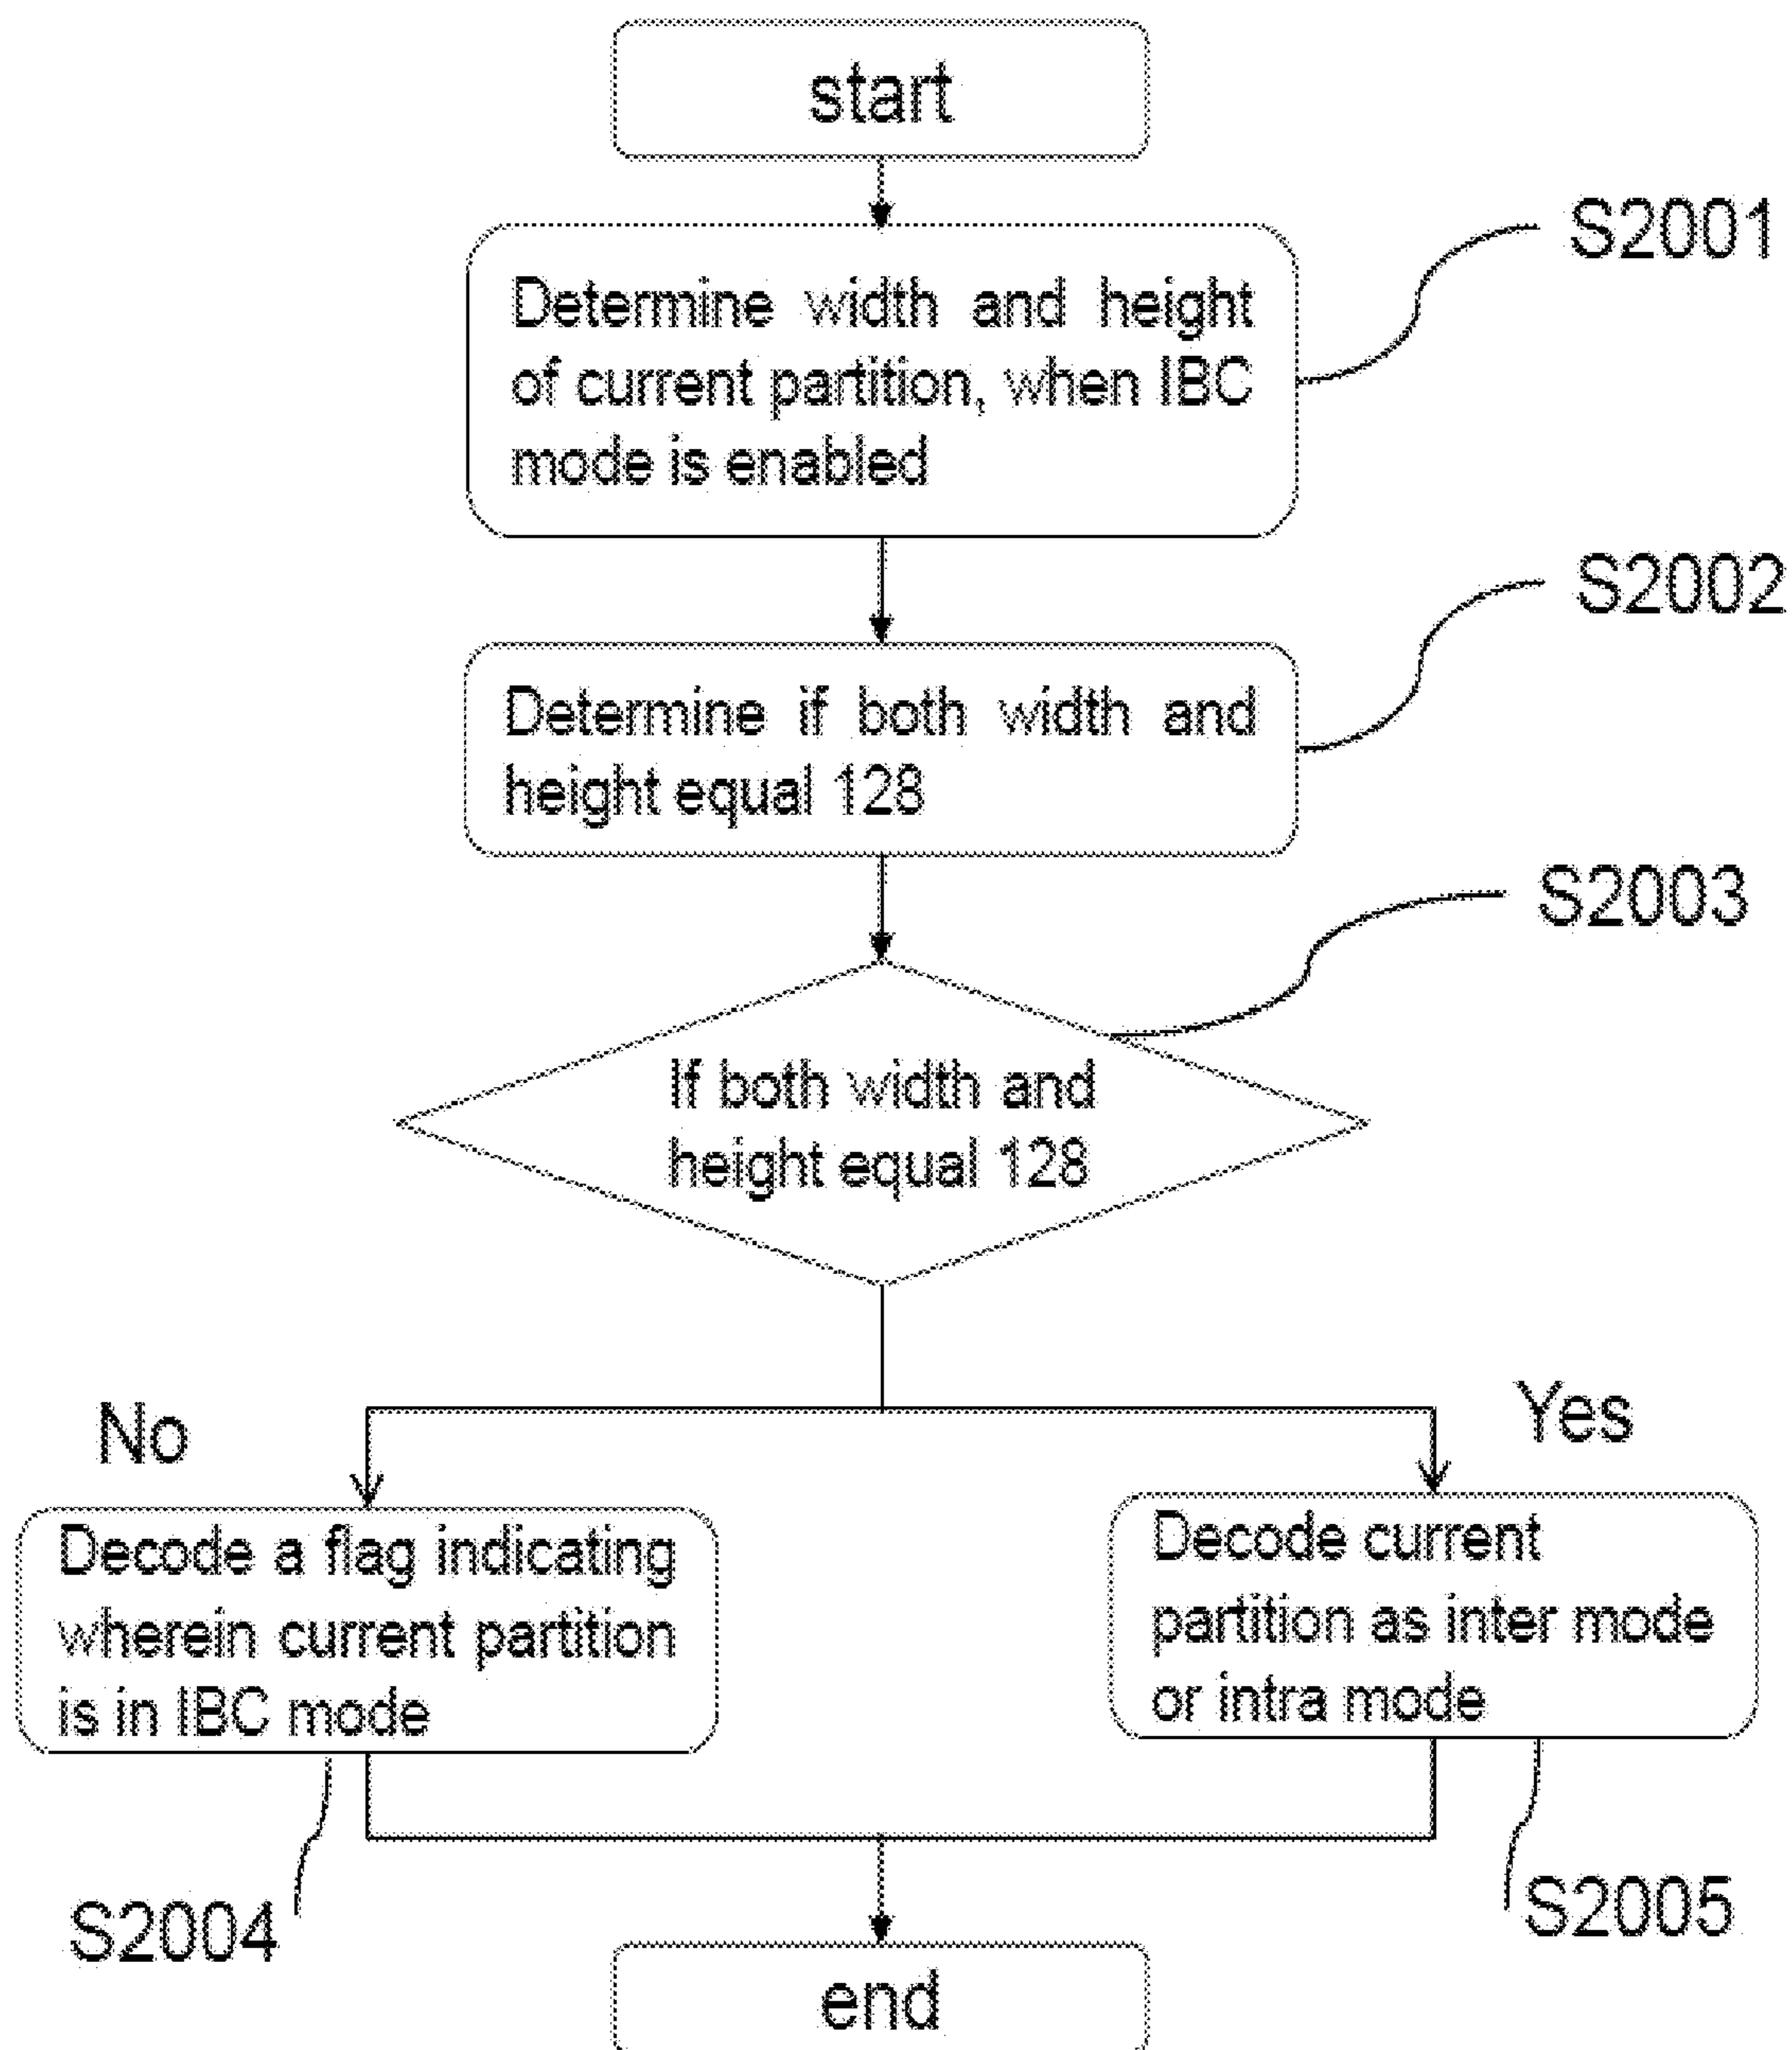 start
S2001
Determine width and height
of current partition, when IBC
mode is enabled
S2002
Determine if both width and
height equal 128
S2003
If both width and
height equal 128
No
Yes
Decode a flag indicating
wherein current partition
is in IBC mode
Decode current
partition as inter mode
or intra mode
S2004
S2005
end